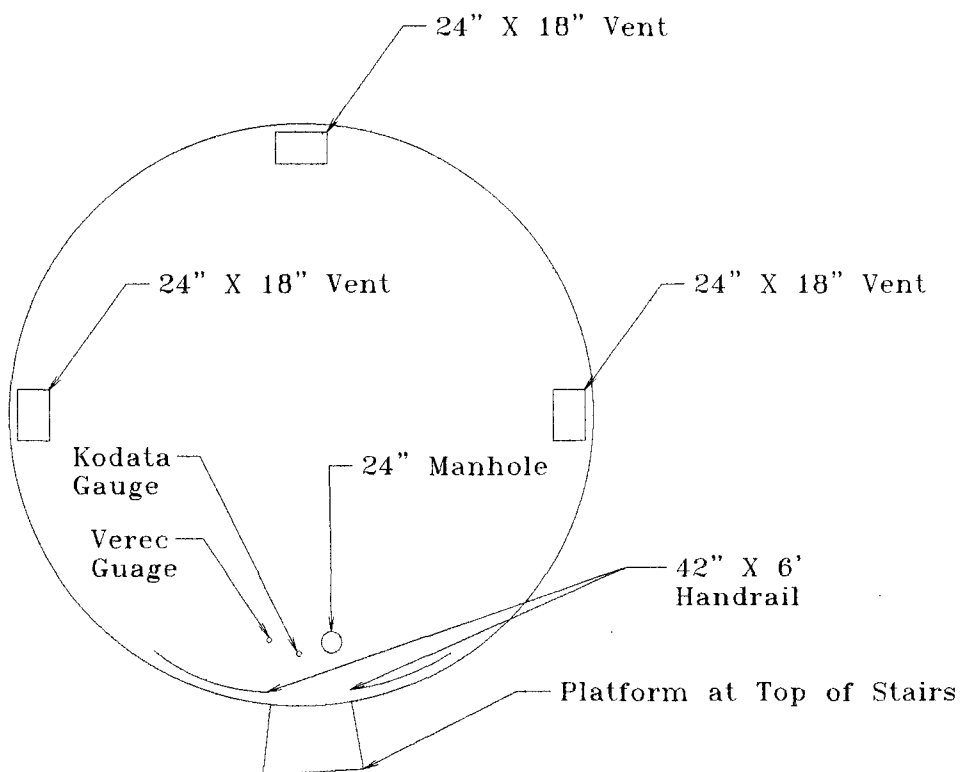 24" X 18" Vent
24" X 18" Vent
24" X 18" Vent
Kodata
Gauge
24" Manhole
Verec
Guage
42" X 6'
Handrail
Platform at Top of Stairs